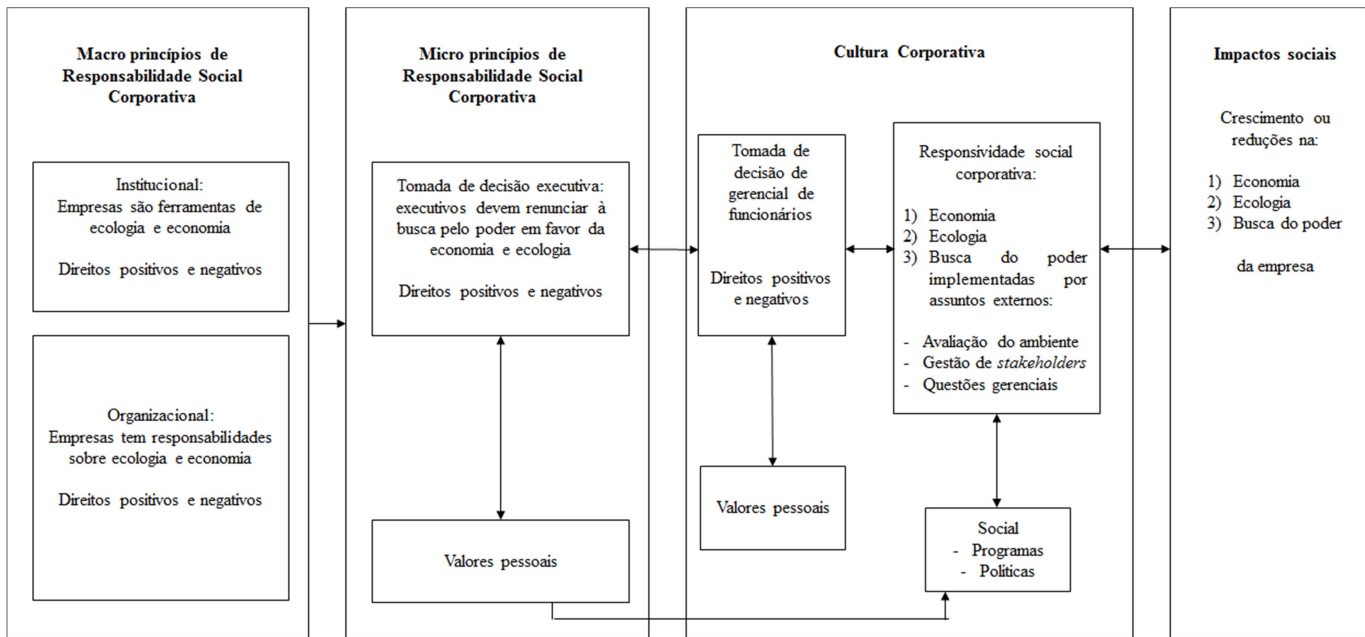 Macro princípios de
Responsabilidade Social
Corporativa
Institucional:
Empresas são ferramentas de
ecologia e economia
Direitos positivos e negativos
Organizacional:
Empresas tem responsabilidades
sobre ecologia e economia
Direitos positivos e negativos
Micro princípios de
Responsabilidade Social
Corporativa
Tomada de decisão executiva:
executivos devem renunciar à
busca pelo poder em favor da
economia e ecologia
Direitos positivos e negativos
Valores pessoais
Cultura Corporativa
Tomada de
decisão de
gerencial de
funcionários
Direitos positivos
e negativos
Valores pessoais
Responsividade social
corporativa:
1) Economia
2) Ecologia
3) Busca do poder
implementadas por
assuntos externos:
- Avaliação do ambiente
- Gestão de stakeholders
- Questões gerenciais
Social
- Programas
- Políticas
Impactos sociais
Crescimento ou
reduções na:
1) Economia
2) Ecologia
3) Busca do poder
da empresa